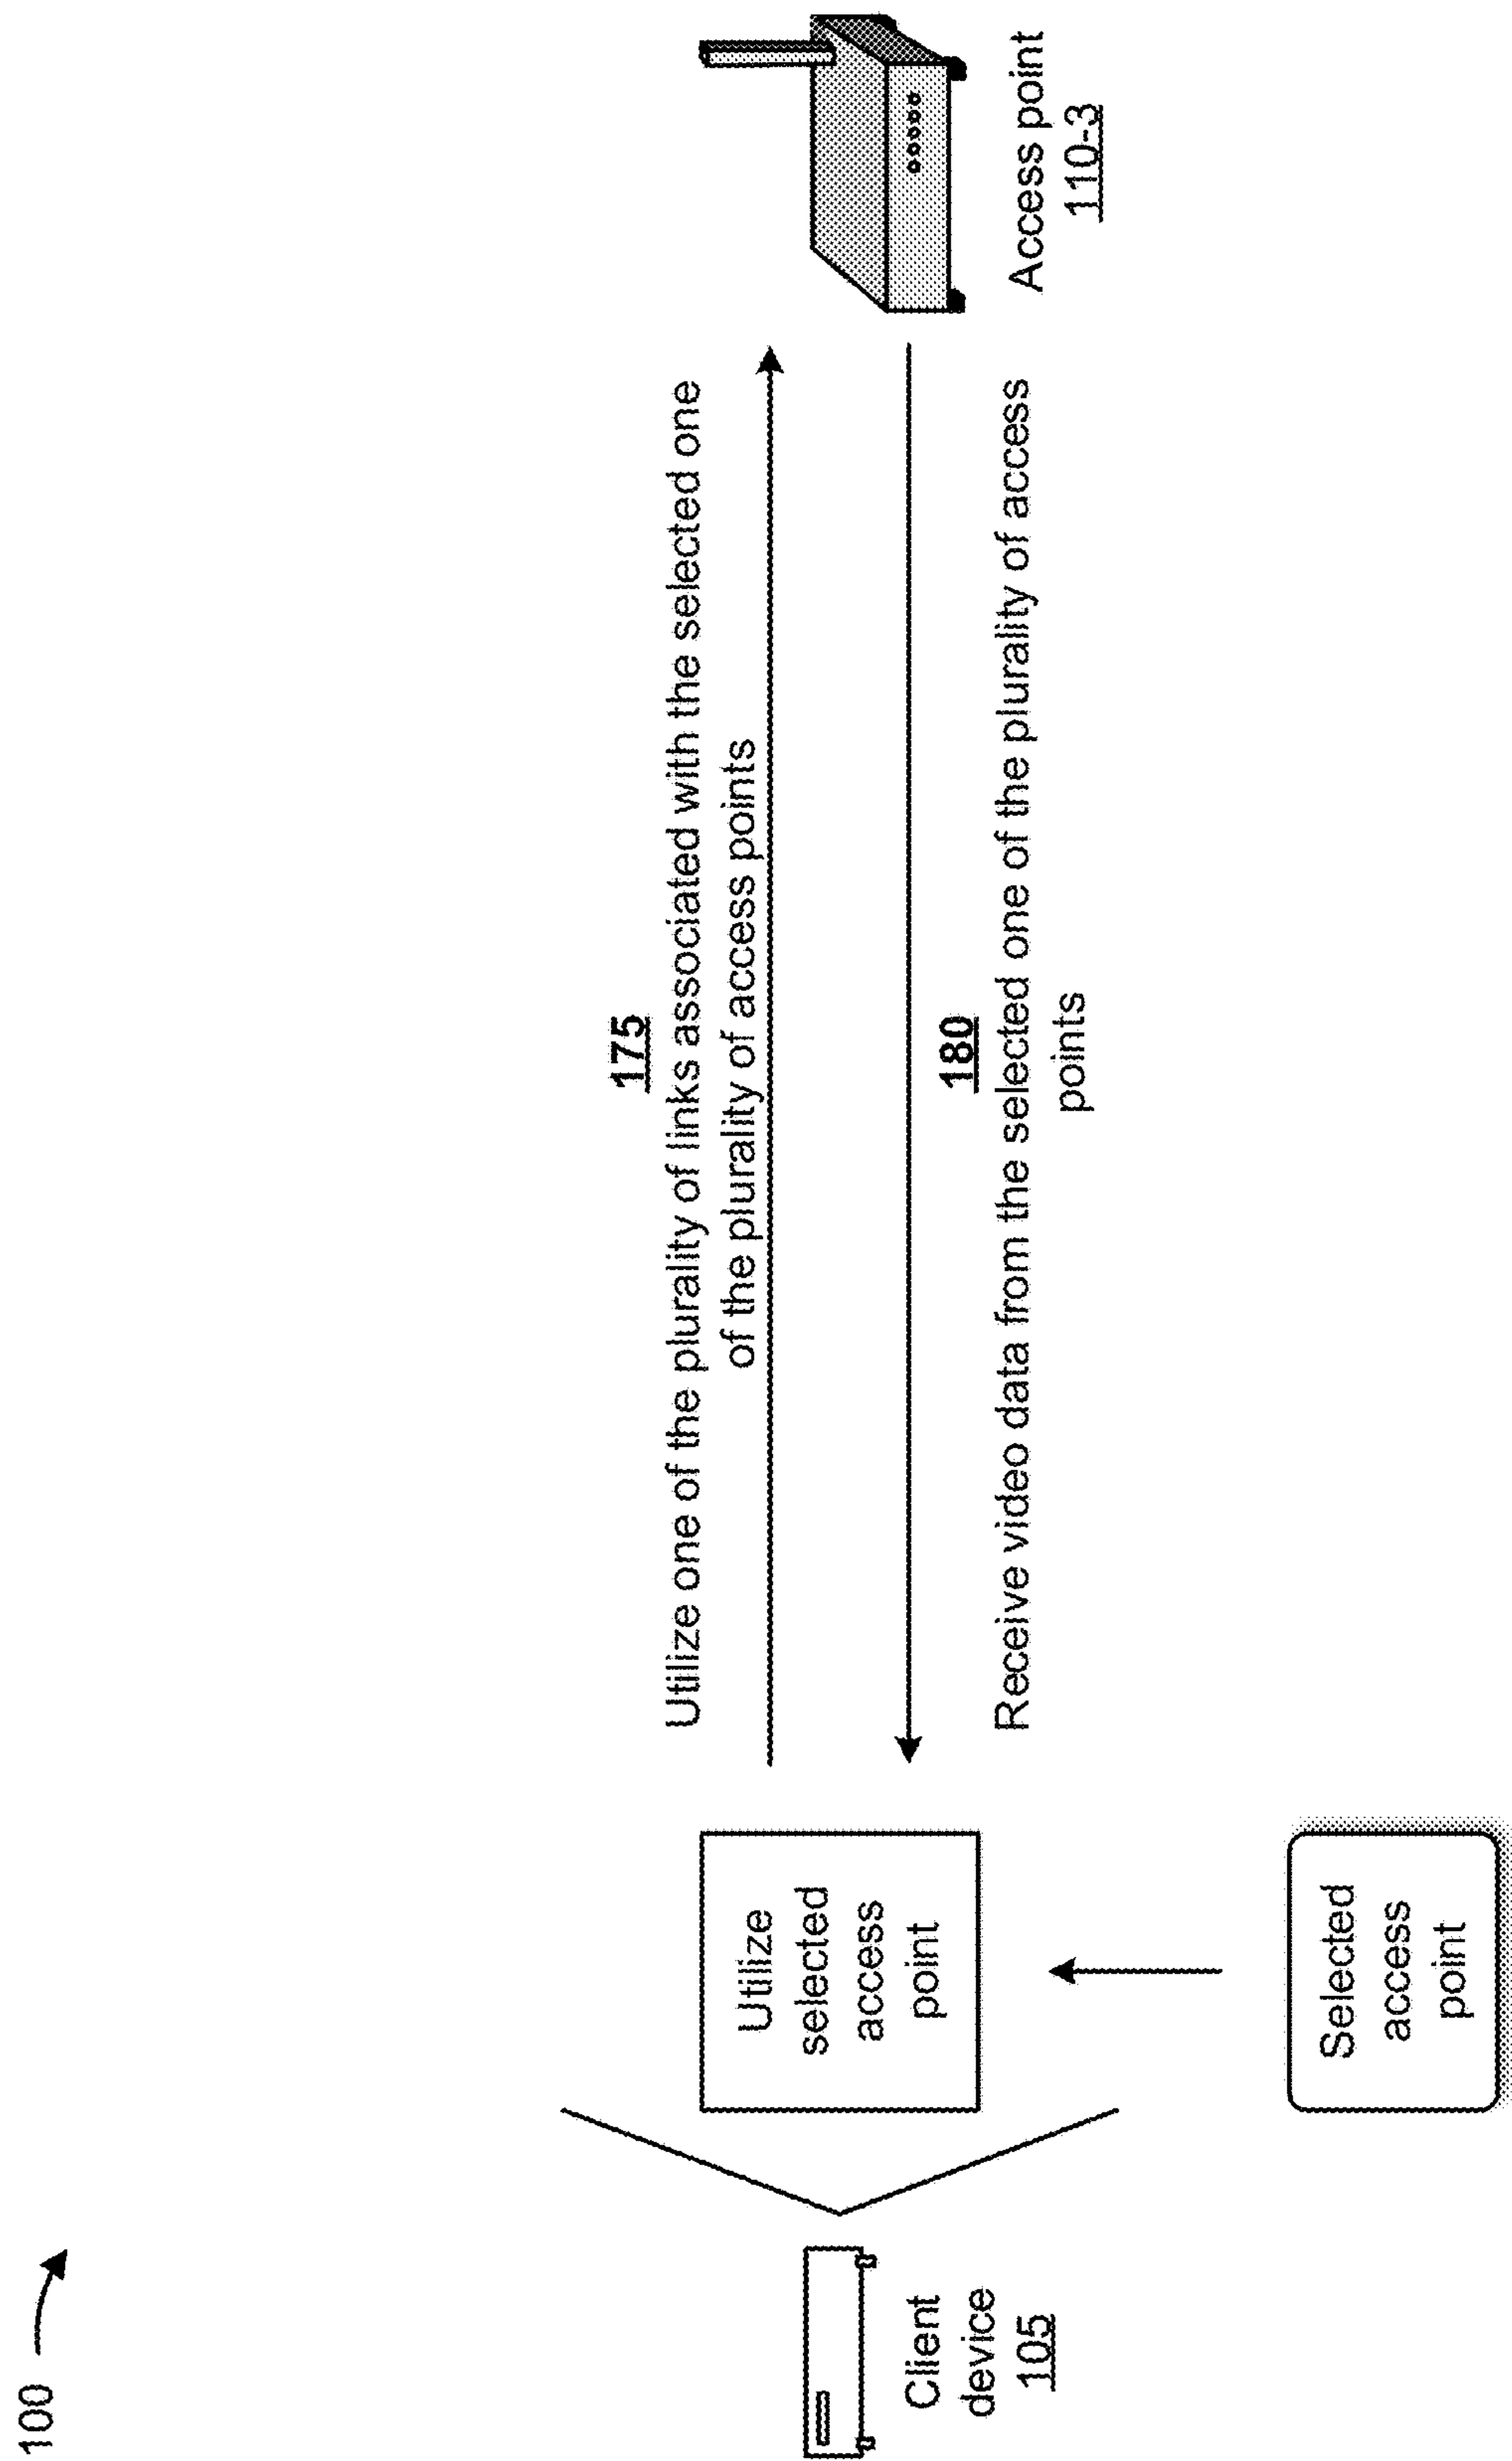 100
175
Utilize one of the plurality of links associated with the selected one
of the plurality of access points
180
Receive video data from the selected one of the plurality of access
points
Client
device
105
Utilize
selected
access
point
Selected
access
point
Access point
110-3